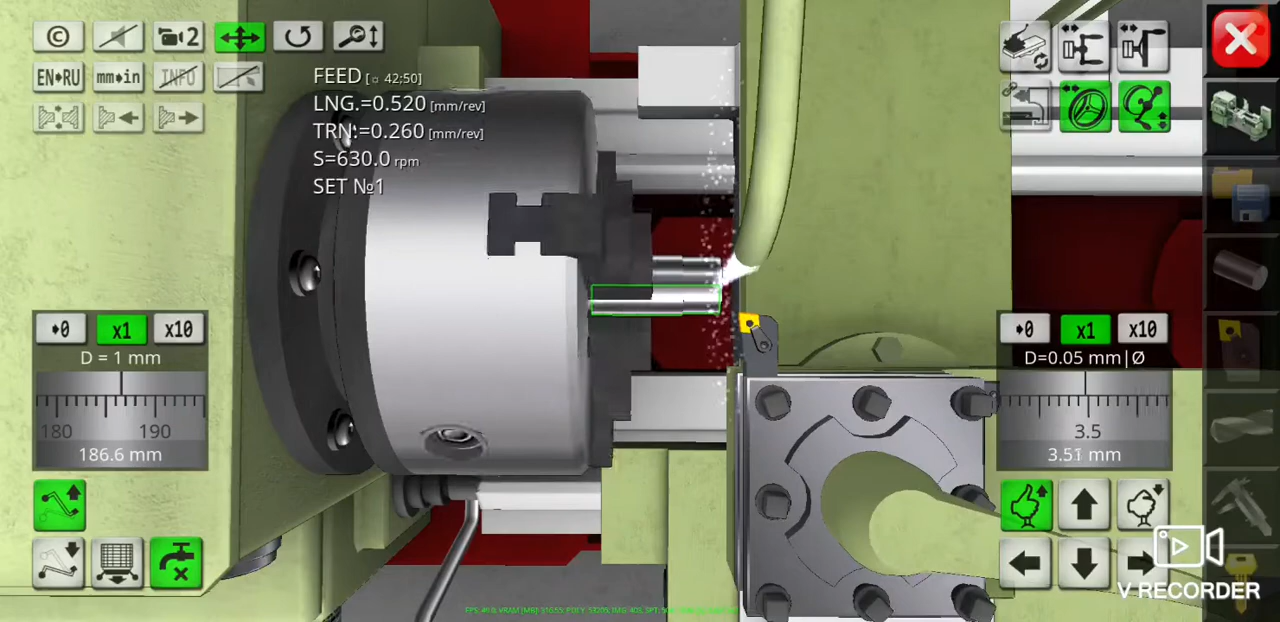 ©
2
EN▸RU
mm▸in
INFO
FEED [☼ 42;50]
LNG.=0.520 [mm/rev]
TRN.=0.260 [mm/rev]
S=630.0 rpm
SET №1
0
x1
x10
D = 1 mm
180
190
186.6 mm
0
x1
x10
D=0.05 mm|Ø
3.5
3.51 mm
V RECORDER